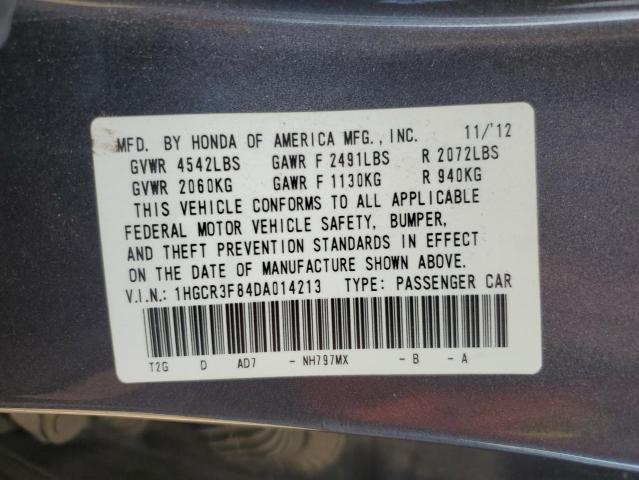 MFD. BY HONDA OF AMERICA MFG., INC. 11/'12
GVWR 4542LBS GAWR F 2491LBS R 2072LBS
GVWR 2060KG GAWR F 1130KG R 940KG
THIS VEHICLE CONFORMS TO ALL APPLICABLE
FEDERAL MOTOR VEHICLE SAFETY, BUMPER,
AND THEFT PREVENTION STANDARDS IN EFFECT
ON THE DATE OF MANUFACTURE SHOWN ABOVE.
V.I.N.: 1HGCR3F84DA014213 TYPE: PASSENGER CAR
T2G D AD7 - NH797MX - B - A